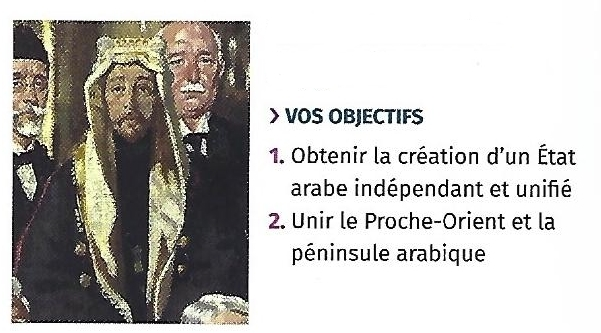 > VOS OBJECTIFS
1. Obtenir la création d'un État
arabe indépendant et unifié
2. Unir le Proche-Orient et la
péninsule arabique